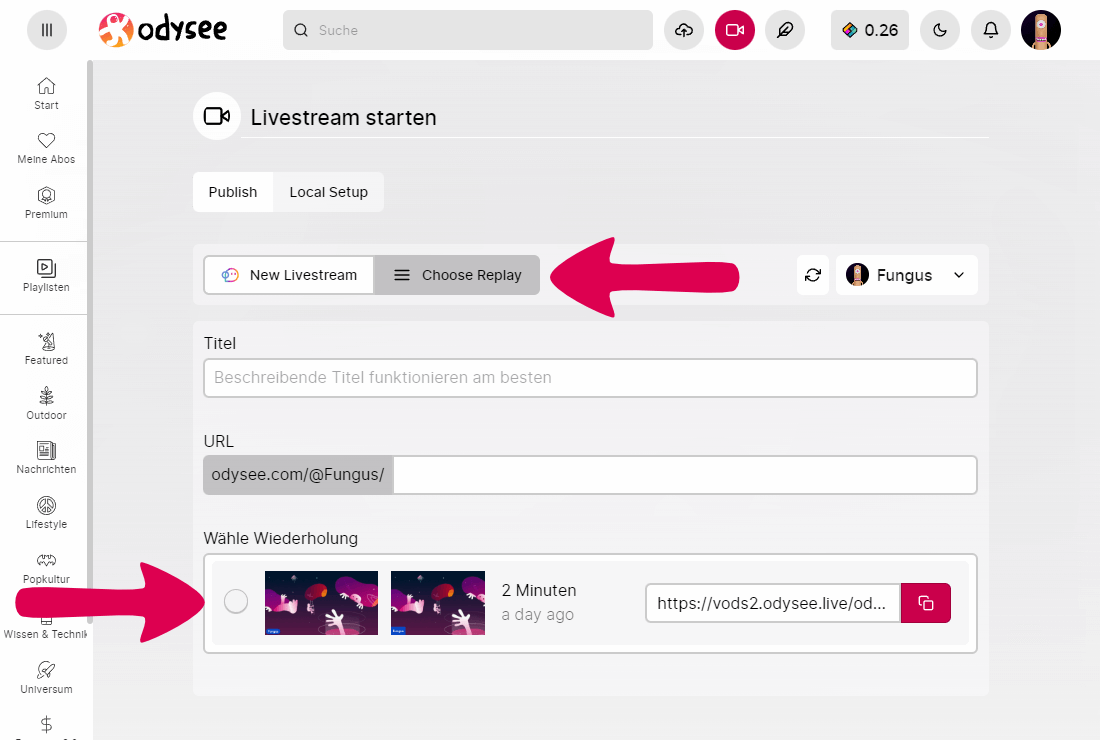 odysee
Suche
0.26
Start
Meine Abos
Premium
Playlisten
Featured
Outdoor
Nachrichten
Lifestyle
Popkultur
Wissen & Technik
Universum
Livestream starten
Publish
Local Setup
New Livestream
Choose Replay
Fungus
Titel
Beschreibende Titel funktionieren am besten
URL
odysee.com/@Fungus/
Wähle Wiederholung
2 Minuten
a day ago
https://vods2.odysee.live/od...